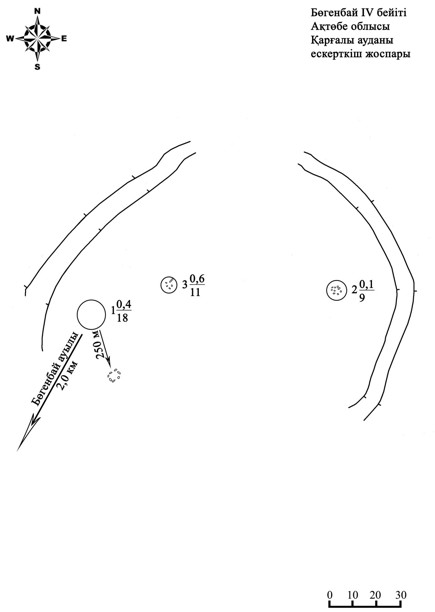 N
W E
S
Бөгенбай IV бейіті
Ақтөбе облысы
Қарғалы ауданы
ескерткіш жоспары
3 0,6
11
2 0,1
9
1 0,4
18
250 м
Бөгенбай ауылы
2,0 км
0 10 20 30